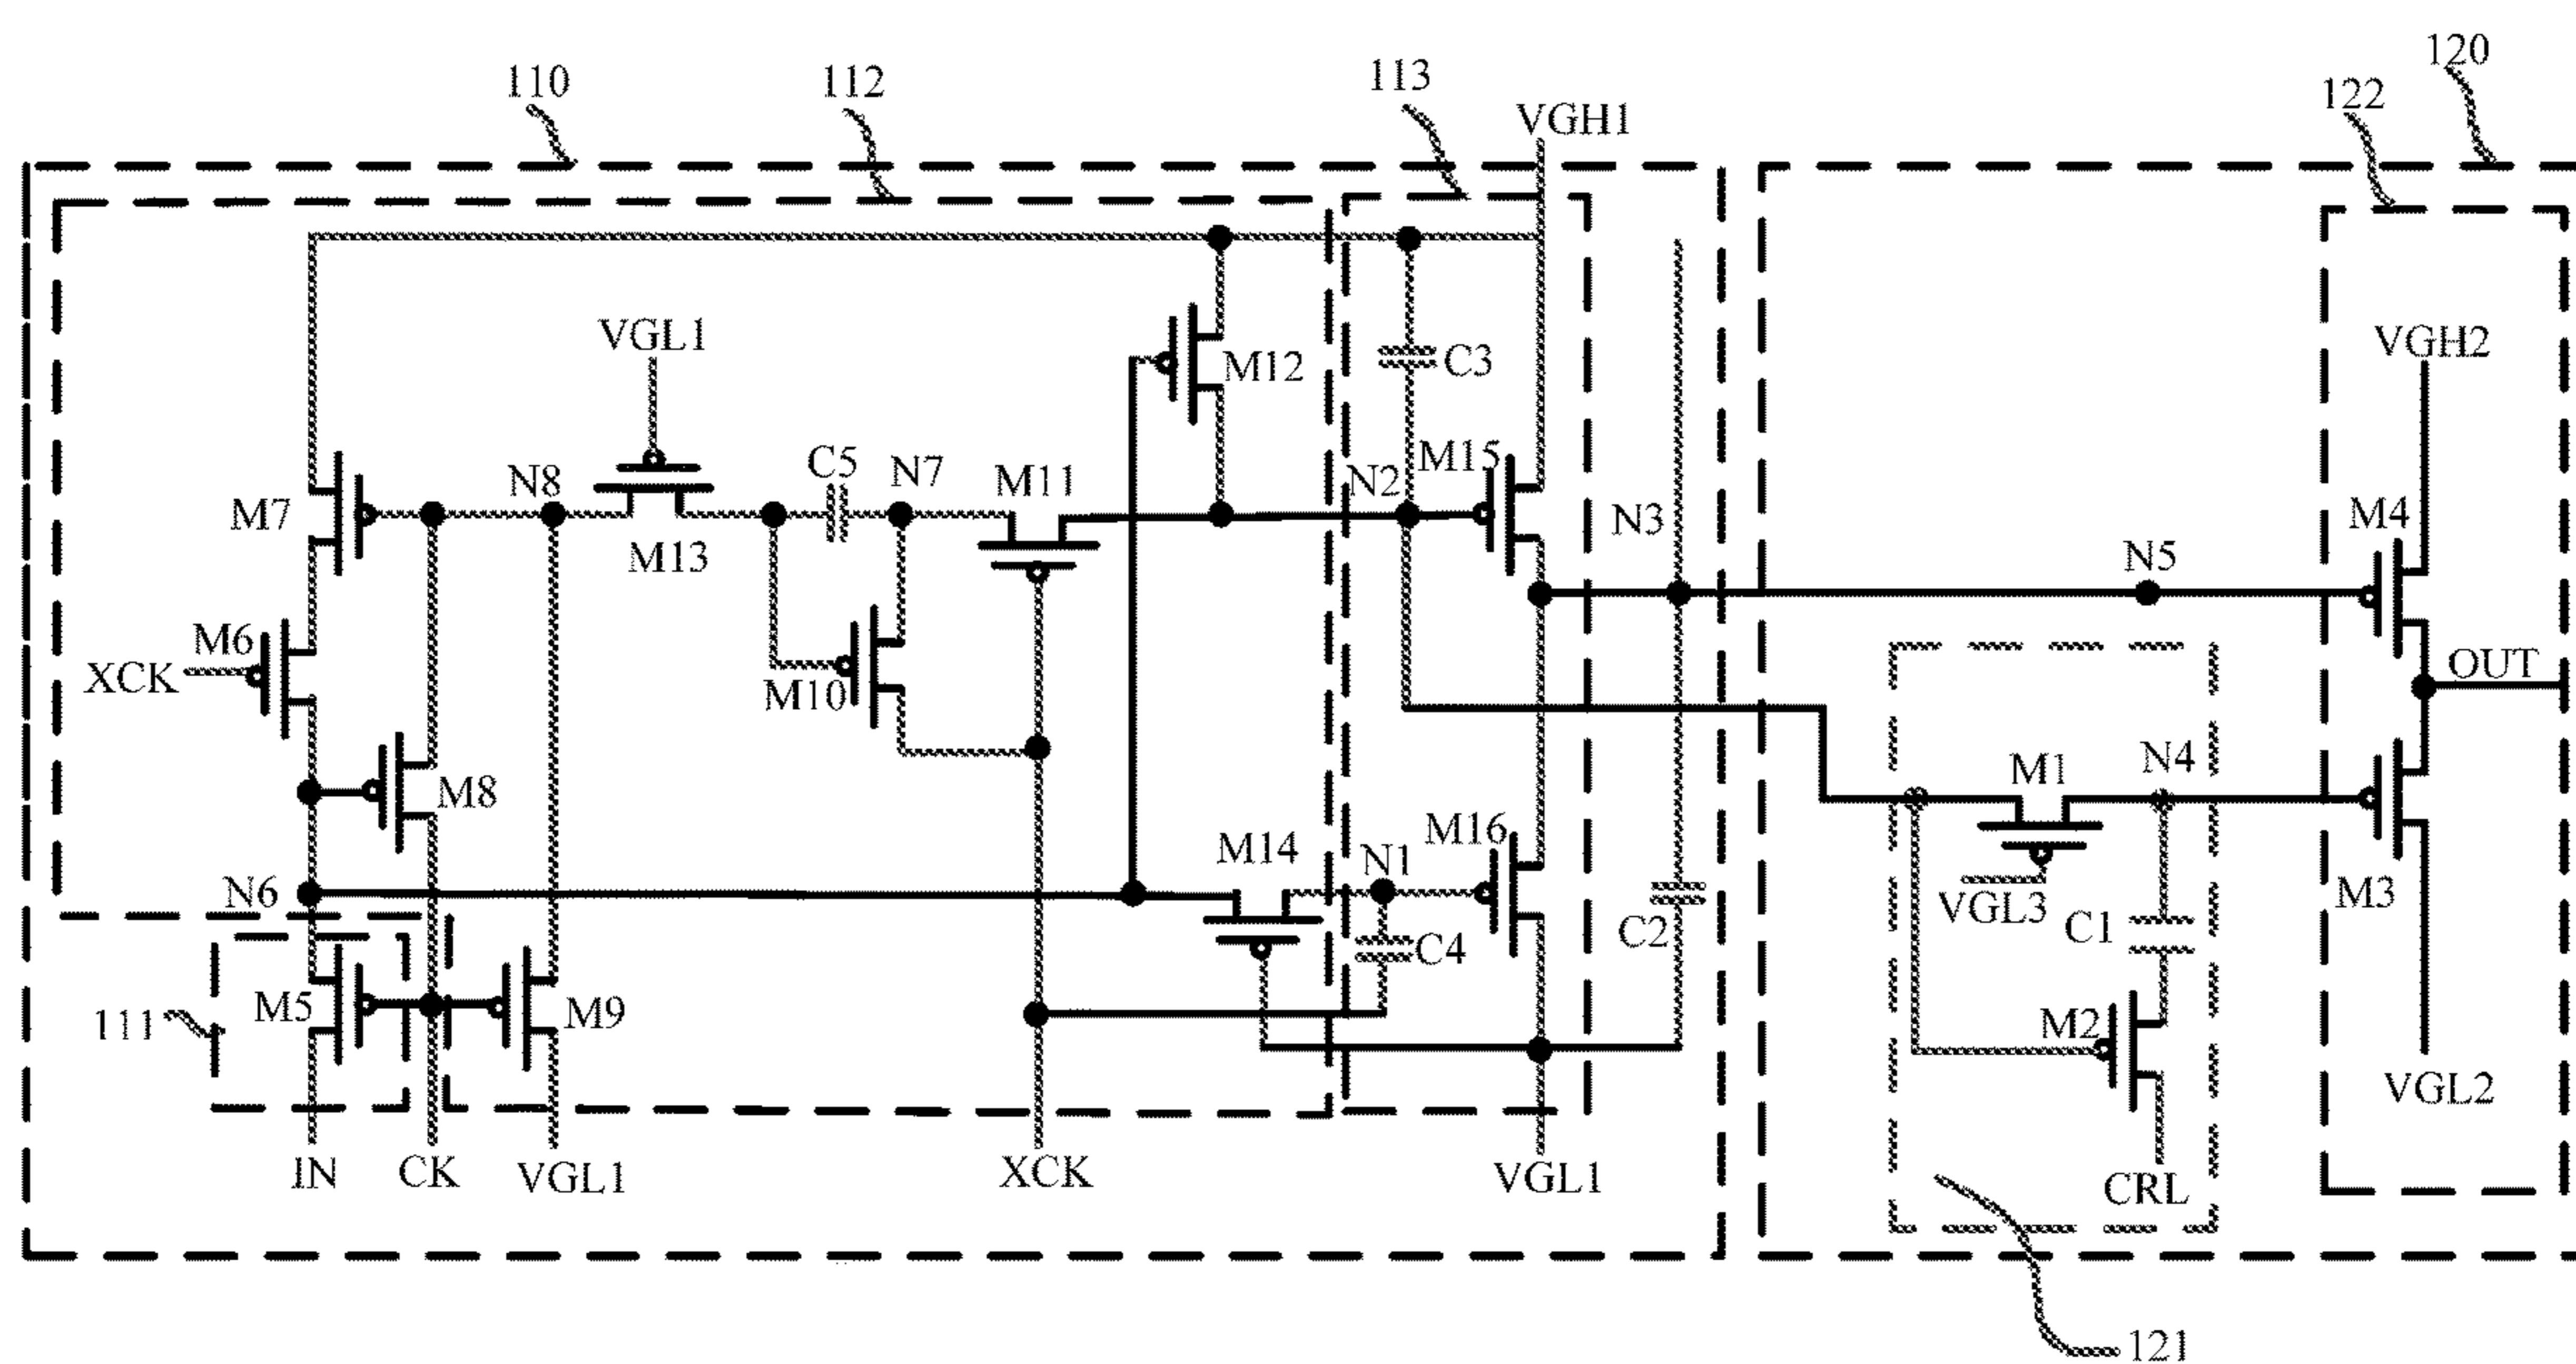 120
110
112
113
122
VGH1
VGL1
VGH2
M12
C3
M15
M4
N8
C5
N7
M11
N2
N3
M7
M13
N5
M6
XCK
M10
OUT
M8
M1
N4
M14
M16
N1
N6
VGL3
M3
C2
C1
C4
M5
M9
M2
111
VGL2
IN
CK
VGL1
XCK
VGL1
CRL
121